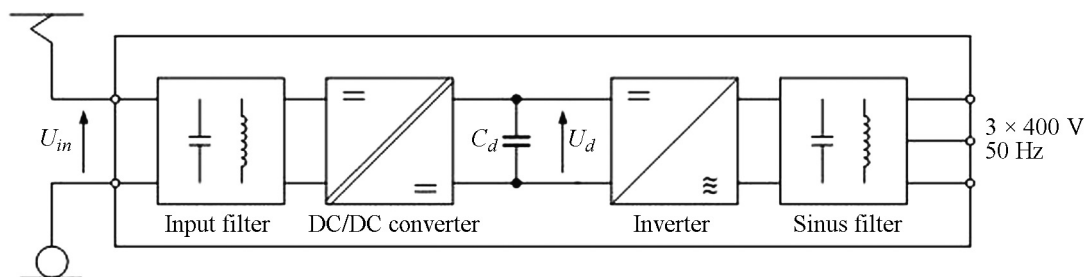 U_in
C_d
U_d
3 × 400 V
50 Hz
Input filter
DC/DC converter
Inverter
Sinus filter